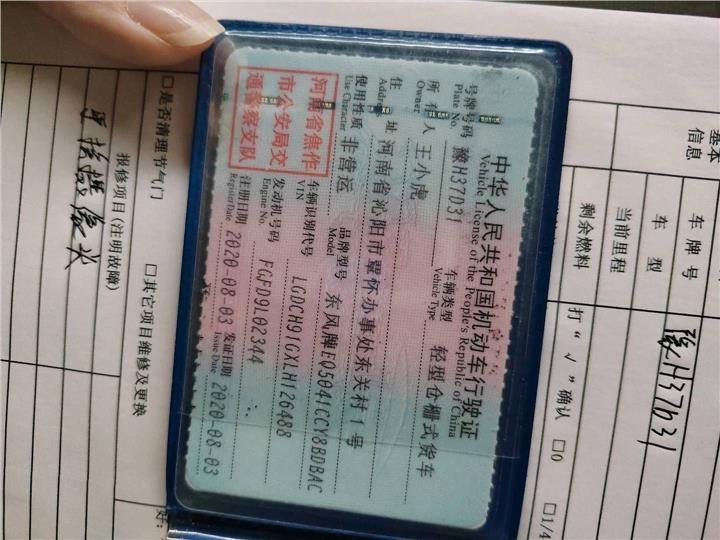 中华人民共和国机动车行驶证
Vehicle License of the People's Republic of China
号牌号码 豫H37D31 车辆类型 轻型仓栅式货车
Plate No. Vehicle Type
所有人 王小虎
Owner
住址 河南省沁阳市覃怀办事处东关村1号
Address
使用性质 非营运 品牌型号 东风牌EQ5041CCY8BDBAC
Use Character Model
河南省焦作
市公安局交
通警察支队
车辆识别代号 LGDCH91GXLH126488
VIN
发动机号码 FGFD9L02344
Engine No.
注册日期 2020-08-03 发证日期 2020-08-03
Register Date Issue Date
基本
信息
车牌号 豫H37D31
车型
当前里程
剩余燃料 打“√”确认 □0 □1/4
报修项目(注明故障)
□是否清理节气门 □其它项目维修及更换